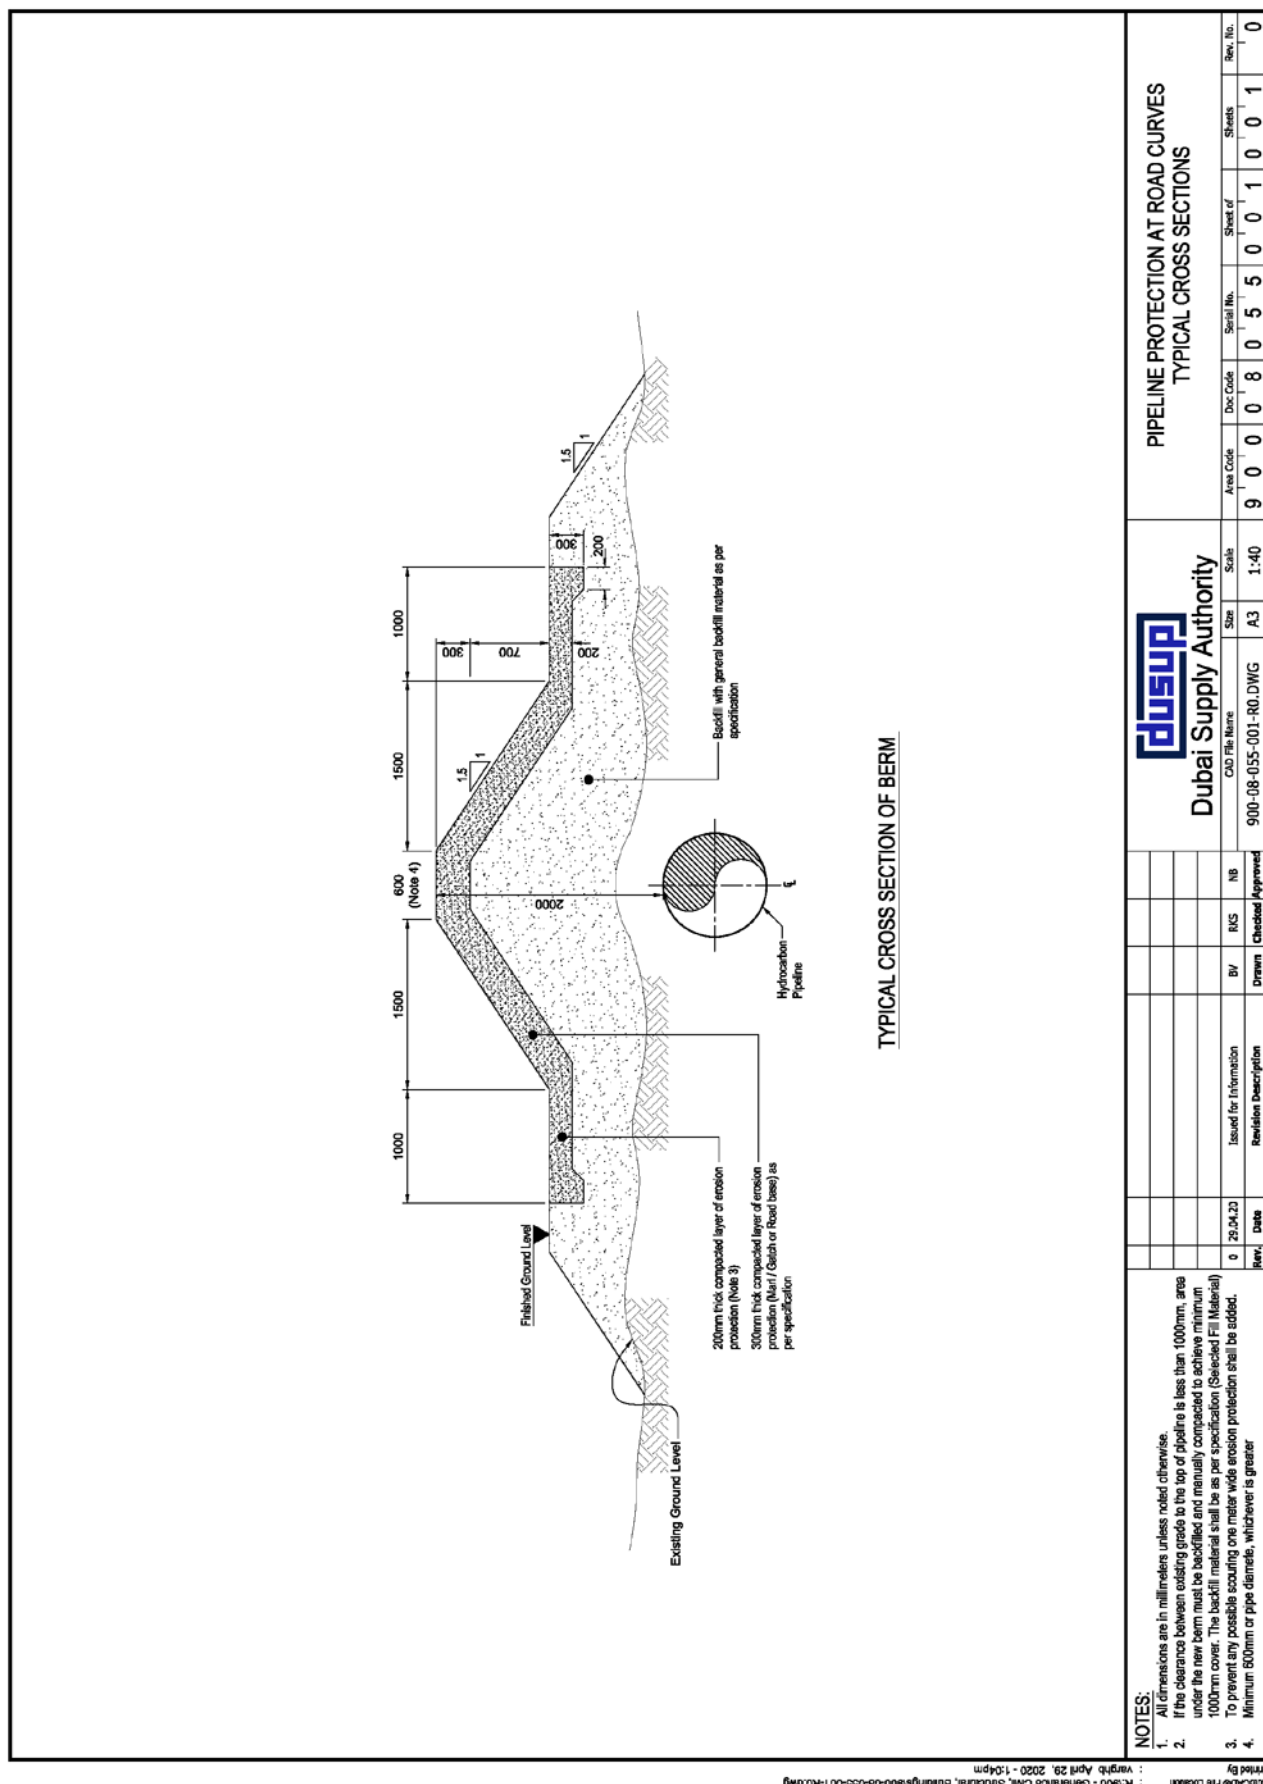 1000
1500
600
(Note 4)
1500
1000
300
700
200
300
200
1.5
1
1.5
1
2000
Finished Ground Level
Existing Ground Level
200mm thick compacted layer of erosion
protection (Note 3)
300mm thick compacted layer of erosion
protection (Marl / Gatch or Road base) as
per specification
Hydrocarbon
Pipeline
Backfill with general backfill material as per
specification
TYPICAL CROSS SECTION OF BERM
NOTES:
1. All dimensions are in millimeters unless noted otherwise.
2. If the clearance between existing grade to the top of pipeline is less than 1000mm, area
under the new berm must be backfilled and manually compacted to achieve minimum
1000mm cover. The backfill material shall be as per specification (Selected Fill Material)
3. To prevent any possible scouring one meter wide erosion protection shall be added.
4. Minimum 600mm or pipe diamete, whichever is greater
0 29.04.20 Issued for Information BV RKS NB
Rev. Date Revision Description Drawn Checked Approved
dusup
Dubai Supply Authority
CAD File Name Size Scale
900-08-055-001-R0.DWG A3 1:40
PIPELINE PROTECTION AT ROAD CURVES
TYPICAL CROSS SECTIONS
Area Code Doc Code Serial No. Sheet of Sheets Rev. No.
9 0 0 0 8 0 5 5 0 0 1 0 0 1 0
varghb April 29, 2020 - 1:04pm